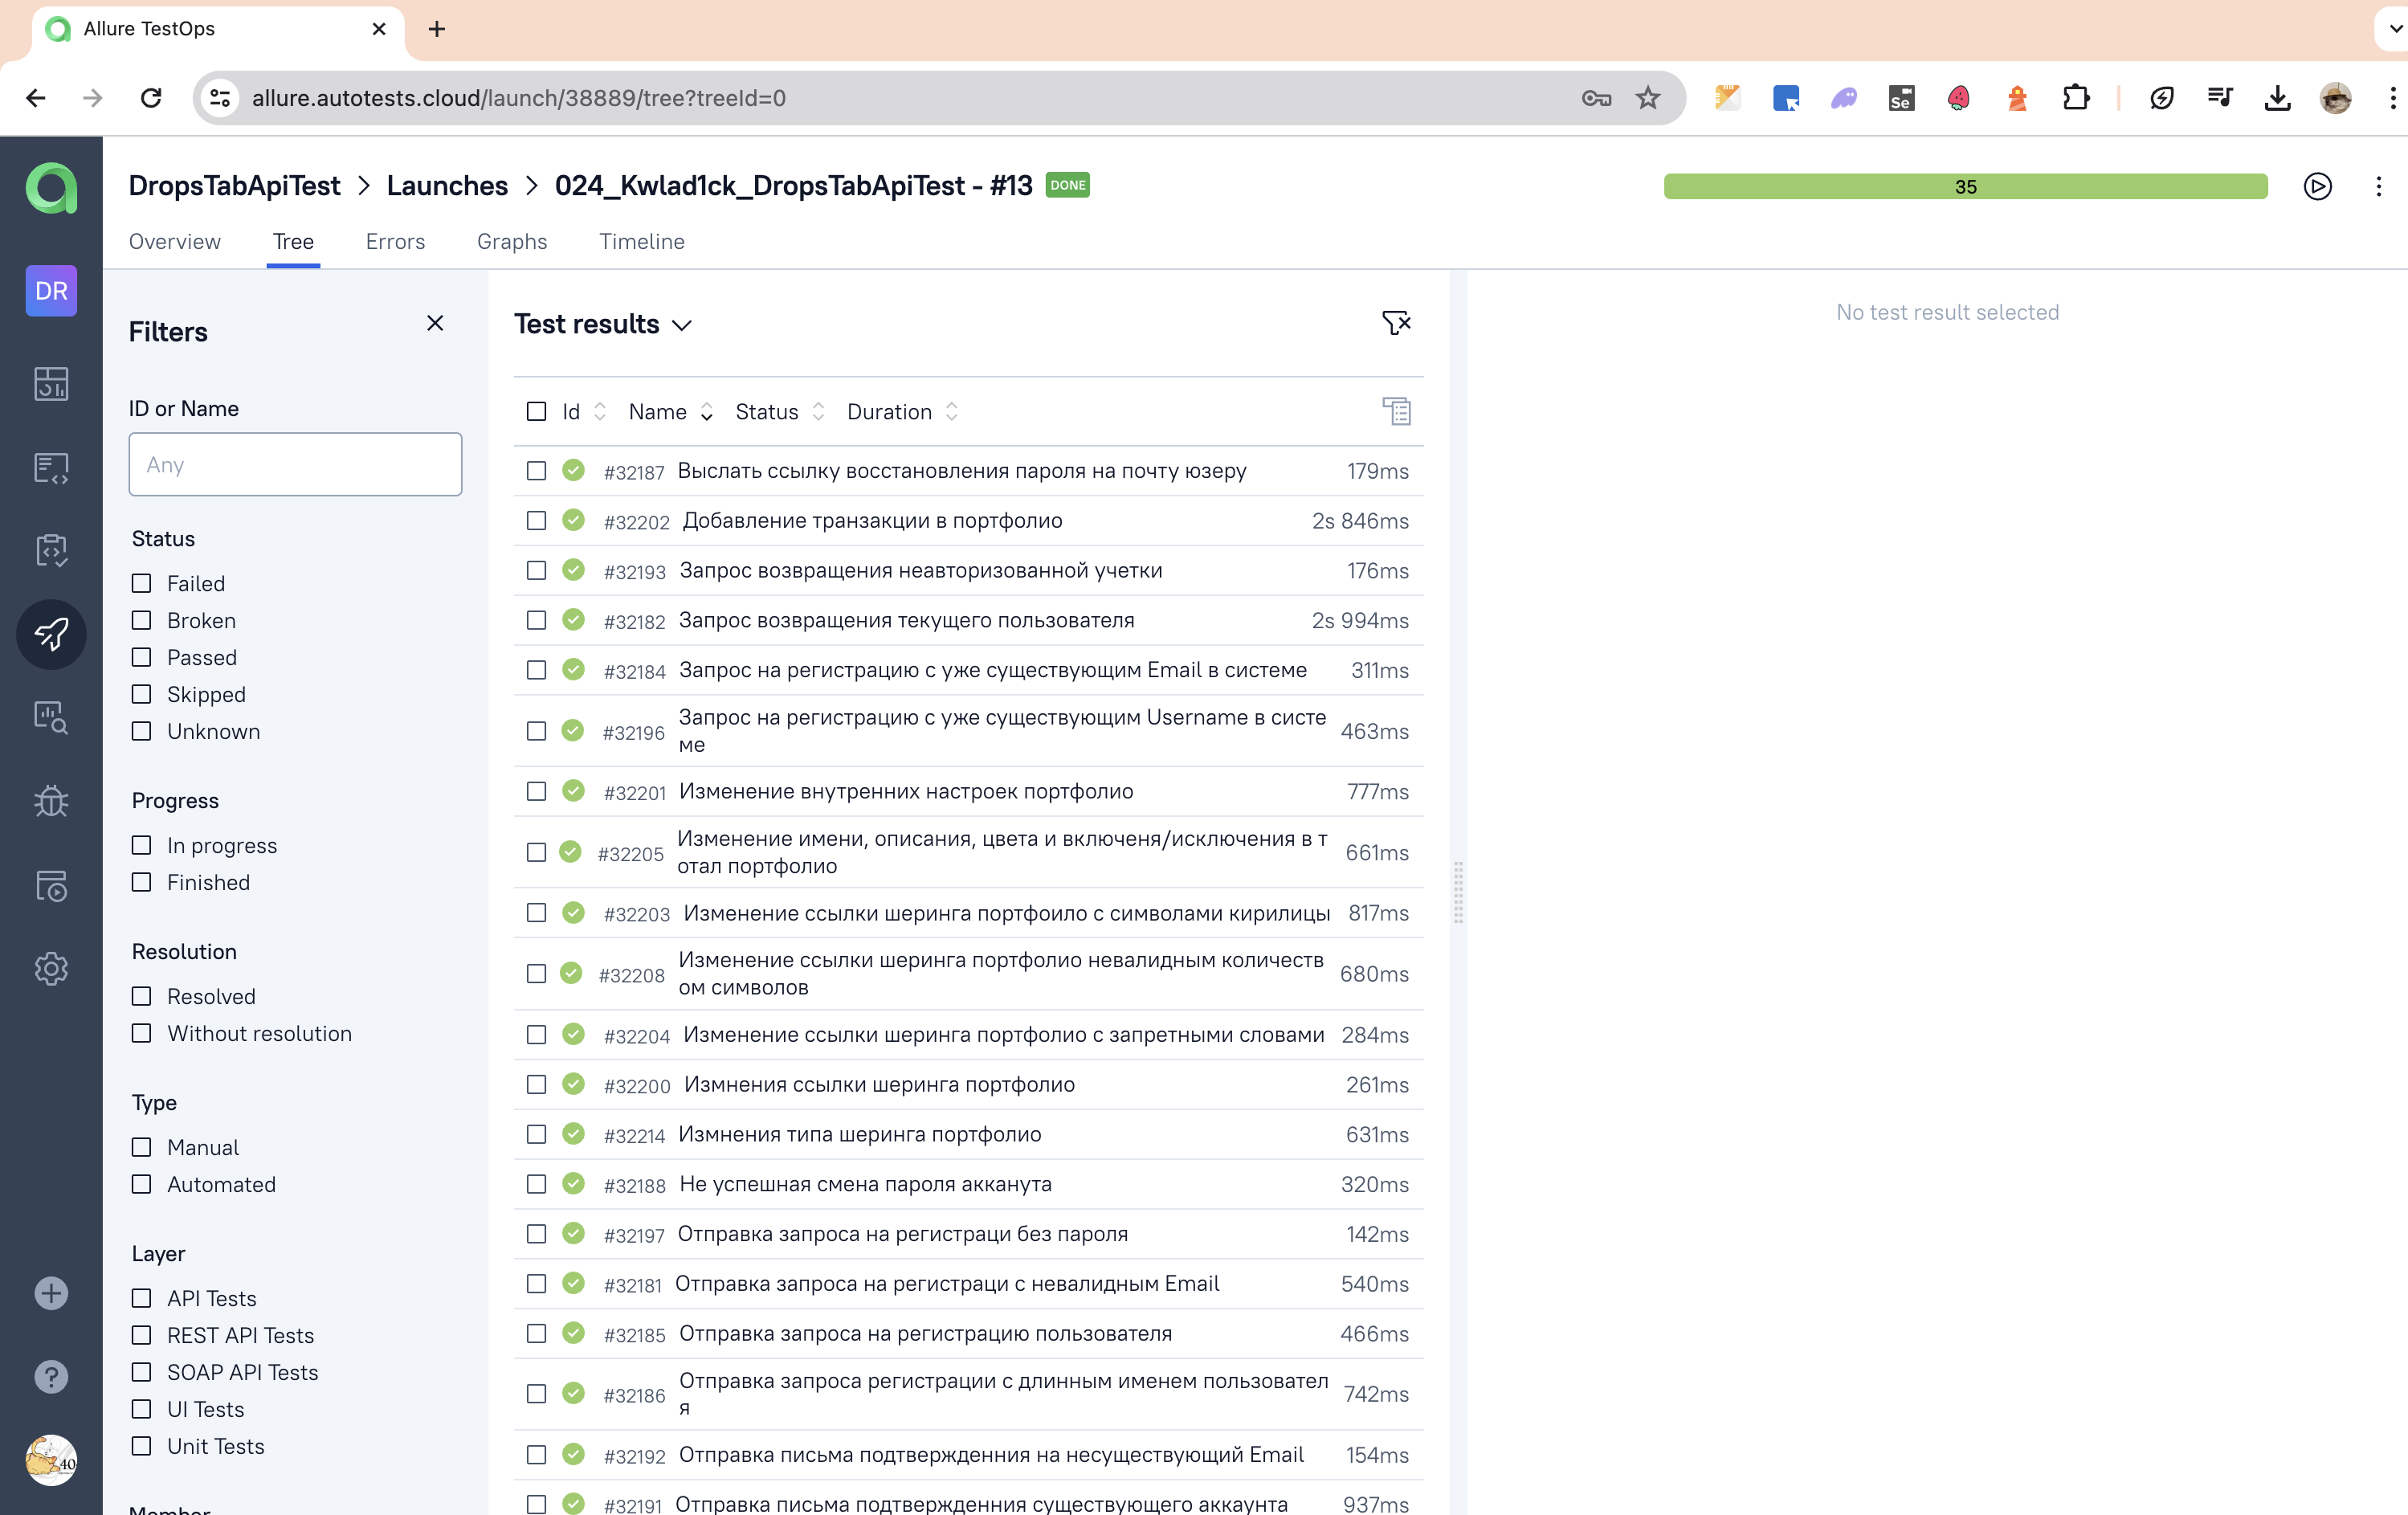 Allure TestOps
allure.autotests.cloud/launch/38889/tree?treeId=0
Se
DropsTabApiTest > Launches > 024_Kwlad1ck_DropsTabApiTest - #13 DONE
35
Overview Tree Errors Graphs Timeline
DR
Filters
ID or Name
Any
Status
Failed
Broken
Passed
Skipped
Unknown
Progress
In progress
Finished
Resolution
Resolved
Without resolution
Type
Manual
Automated
Layer
API Tests
REST API Tests
SOAP API Tests
UI Tests
Unit Tests
Member
40
Test results
Id Name Status Duration
#32187 Выслать ссылку восстановления пароля на почту юзеру 179ms
#32202 Добавление транзакции в портфолио 2s 846ms
#32193 Запрос возвращения неавторизованной учетки 176ms
#32182 Запрос возвращения текущего пользователя 2s 994ms
#32184 Запрос на регистрацию с уже существующим Email в системе 311ms
#32196 Запрос на регистрацию с уже существующим Username в систе
ме 463ms
#32201 Изменение внутренних настроек портфолио 777ms
#32205 Изменение имени, описания, цвета и включеня/исключения в т
отал портфолио 661ms
#32203 Изменение ссылки шеринга портфоило с символами кирилицы 817ms
#32208 Изменение ссылки шеринга портфолио невалидным количеств
ом символов 680ms
#32204 Изменение ссылки шеринга портфолио с запретными словами 284ms
#32200 Измнения ссылки шеринга портфолио 261ms
#32214 Измнения типа шеринга портфолио 631ms
#32188 Не успешная смена пароля акканута 320ms
#32197 Отправка запроса на регистраци без пароля 142ms
#32181 Отправка запроса на регистраци с невалидным Email 540ms
#32185 Отправка запроса на регистрацию пользователя 466ms
#32186 Отправка запроса регистрации с длинным именем пользовател
я 742ms
#32192 Отправка письма подтвержденния на несуществующий Email 154ms
#32191 Отправка письма подтвержденния существующего аккаунта 937ms
No test result selected